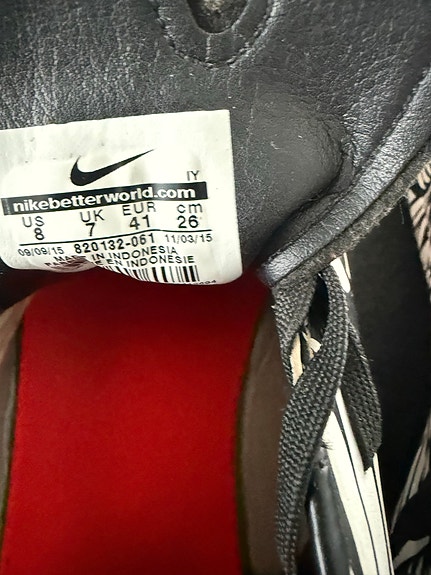 IY
nikebetterworld.com
US UK EUR cm
8 7 41 26
09/09/15 820132-061 11/03/15
MADE IN INDONESIA
EN INDONESIE